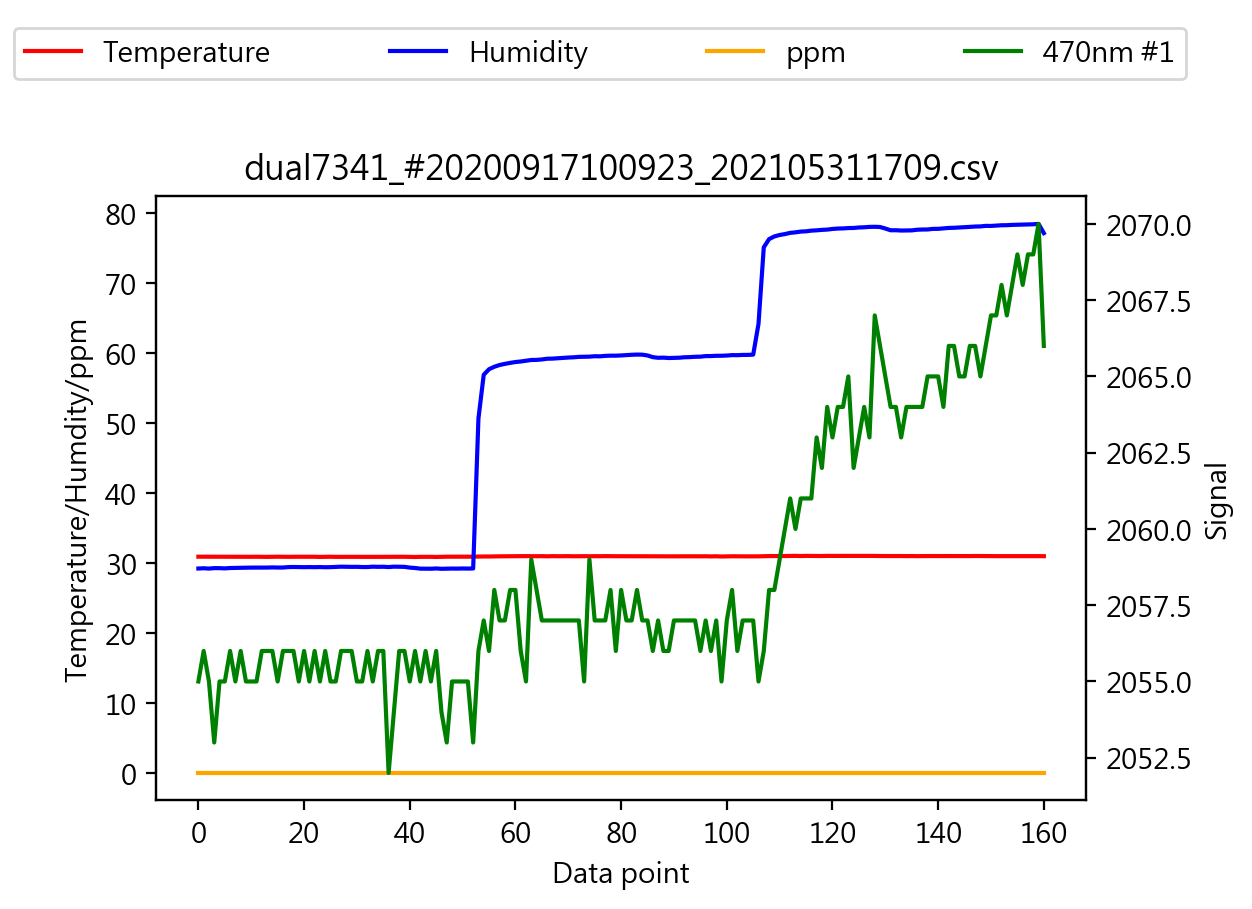 Temperature Humidity ppm 470nm #1
dual7341_#20200917100923_202105311709.csv
80
70
60
50
40
30
20
10
0
Temperature/Humdity/ppm
2070.0
2067.5
2065.0
2062.5
2060.0
2057.5
2055.0
2052.5
Signal
0 20 40 60 80 100 120 140 160
Data point